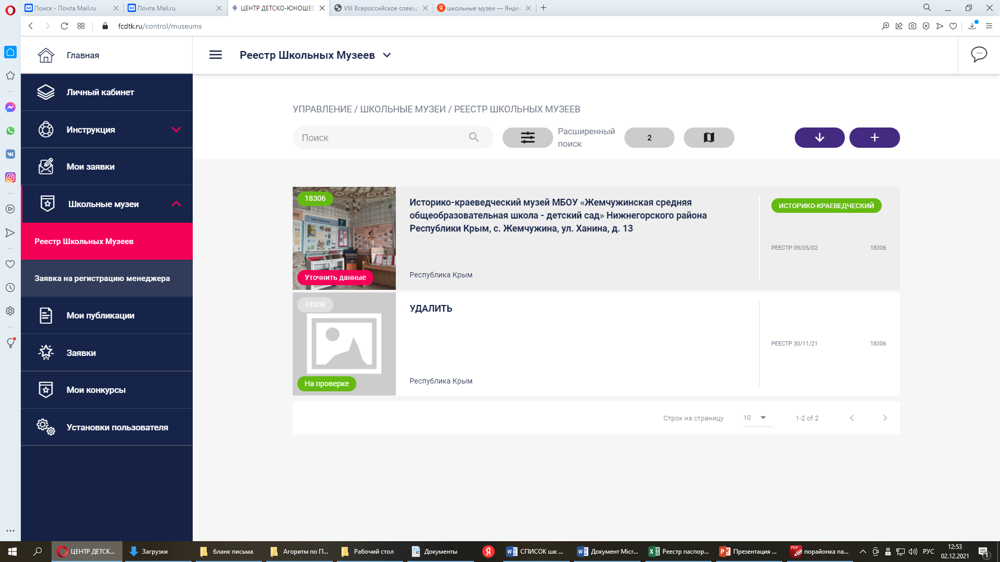 Поиск - Почта Mail.ru
Почта Mail.ru
ЦЕНТР ДЕТСКО-ЮНОШЕС
VIII Всероссийское совещ
школьные музеи — Яндек
fcdtk.ru/control/museums
Главная
Реестр Школьных Музеев
Личный кабинет
Инструкция
Мои заявки
Школьные музеи
Реестр Школьных Музеев
Заявка на регистрацию менеджера
Мои публикации
Заявки
Мои конкурсы
Установки пользователя
УПРАВЛЕНИЕ / ШКОЛЬНЫЕ МУЗЕИ / РЕЕСТР ШКОЛЬНЫХ МУЗЕЕВ
Поиск
Расширенный
поиск
2
18306
Уточнить данные
Историко-краеведческий музей МБОУ «Жемчужинская средняя
общеобразовательная школа - детский сад» Нижнегорского района
Республики Крым, с. Жемчужина, ул. Ханина, д. 13
Республика Крым
ИСТОРИКО-КРАЕВЕДЧЕСКИЙ
РЕЕСТР 09/05/02 18306
18306
На проверке
УДАЛИТЬ
Республика Крым
РЕЕСТР 30/11/21 18306
Строк на страницу 10 1-2 of 2
ЦЕНТР ДЕТСК...
Загрузки
бланк письма
Агоритм по П...
Рабочий стол
Документы
СПИСОК шк ...
Документ Micr...
Реестр паспор...
Презентация ...
порайонка па...
РУС
12:53
02.12.2021
1